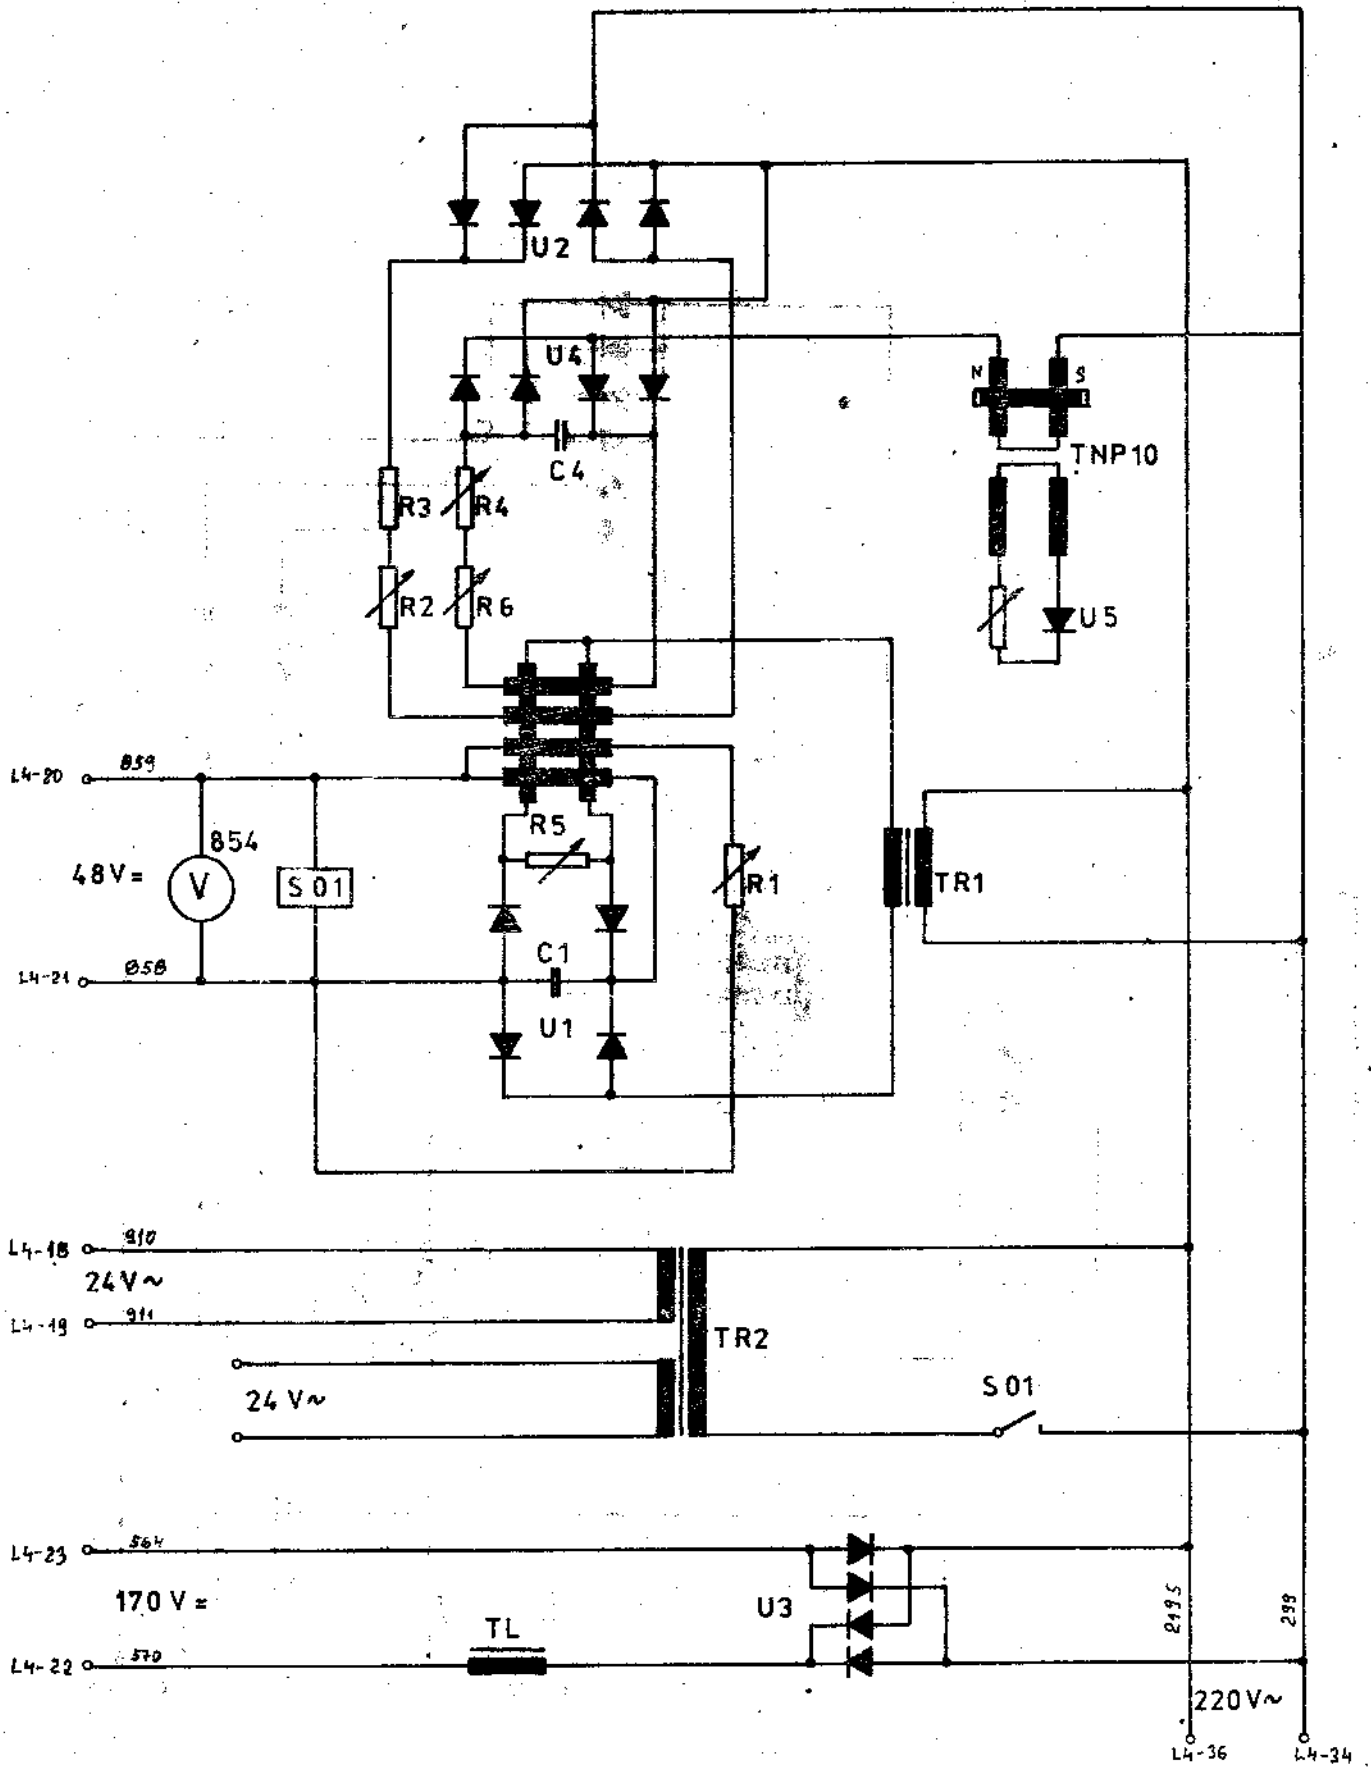 U2
U4
N S
C4
TNP10
R3 R4
R2 R6
U5
L4-20 859
R5
854
48V=
V
S01
R1
TR1
C1
L4-21 858
U1
L4-18 910
24V~
L4-19 911
TR2
24V~
S01
L4-23 564
170V=
U3
2195
299
TL
L4-22 570
220V~
L4-36 L4-34